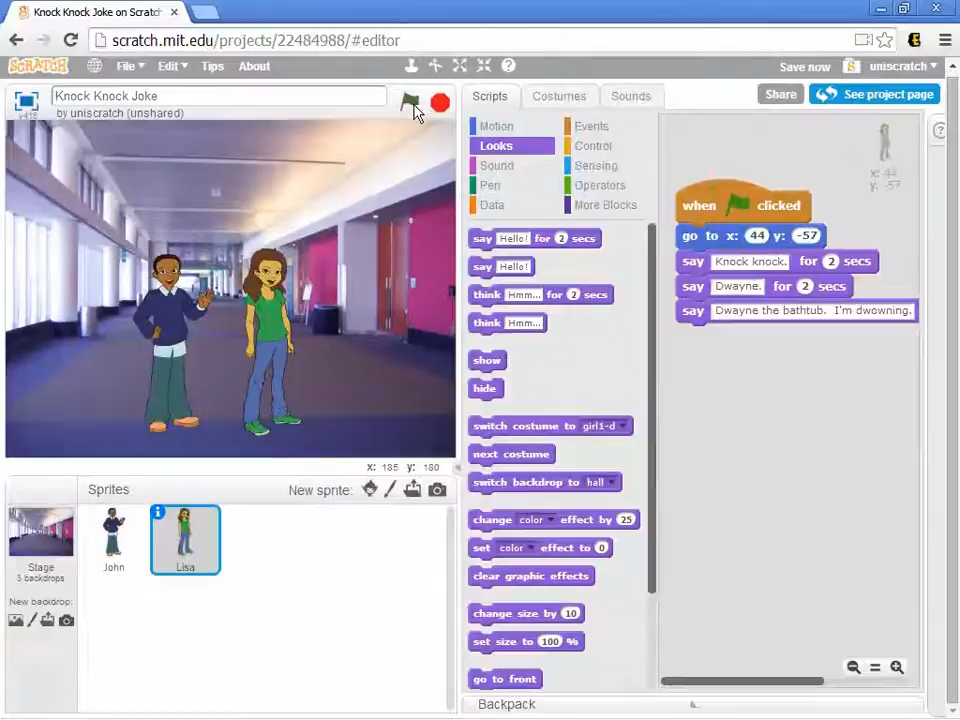 Knock Knock Joke on Scratch
scratch.mit.edu/projects/22484988/#editor
SCRATCH File Edit Tips About Save now uniscratch
Knock Knock Joke
by uniscratch (unshared)
v418
Scripts Costumes Sounds Share See project page
Motion Events
Looks Control
Sound Sensing
Pen Operators
Data More Blocks
say Hello! for 2 secs
say Hello!
think Hmm... for 2 secs
think Hmm...
show
hide
switch costume to girl1-d
next costume
switch backdrop to hall
change color effect by 25
set color effect to 0
clear graphic effects
change size by 10
set size to 100 %
go to front
x: 44
y: -57
when clicked
go to x: 44 y: -57
say Knock knock. for 2 secs
say Dwayne. for 2 secs
say Dwayne the bathtub. I'm dwowning.
x: 185 y: 180
Sprites New sprite:
Stage
3 backdrops
New backdrop:
John
Lisa
Backpack